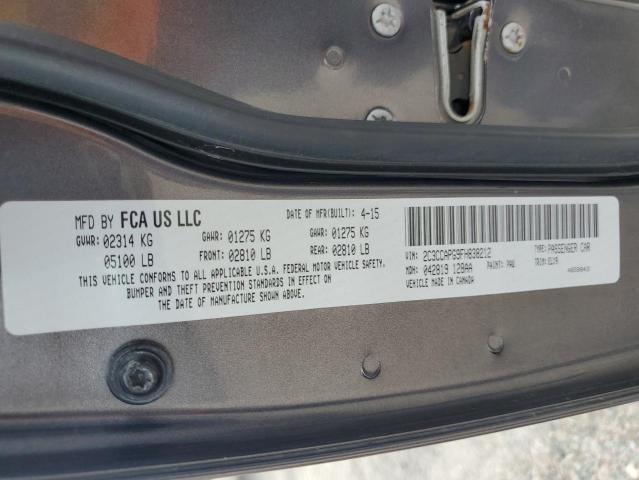 MFD BY FCA US LLC
DATE OF MFR(BUILT): 4-15
GVWR: 02314 KG GAWR: 01275 KG GAWR: 01275 KG
05100 LB FRONT: 02810 LB REAR: 02810 LB
THIS VEHICLE CONFORMS TO ALL APPLICABLE U.S.A. FEDERAL MOTOR VEHICLE SAFETY,
BUMPER AND THEFT PREVENTION STANDARDS IN EFFECT ON
THE DATE OF MANUFACTURE SHOWN ABOVE.
VIN: 2C3CCAPG9FH838212 TYPE: PASSENGER CAR
MDH: 042819 128AA PAINT: PAU TRIM:
VEHICLE MADE IN CANADA